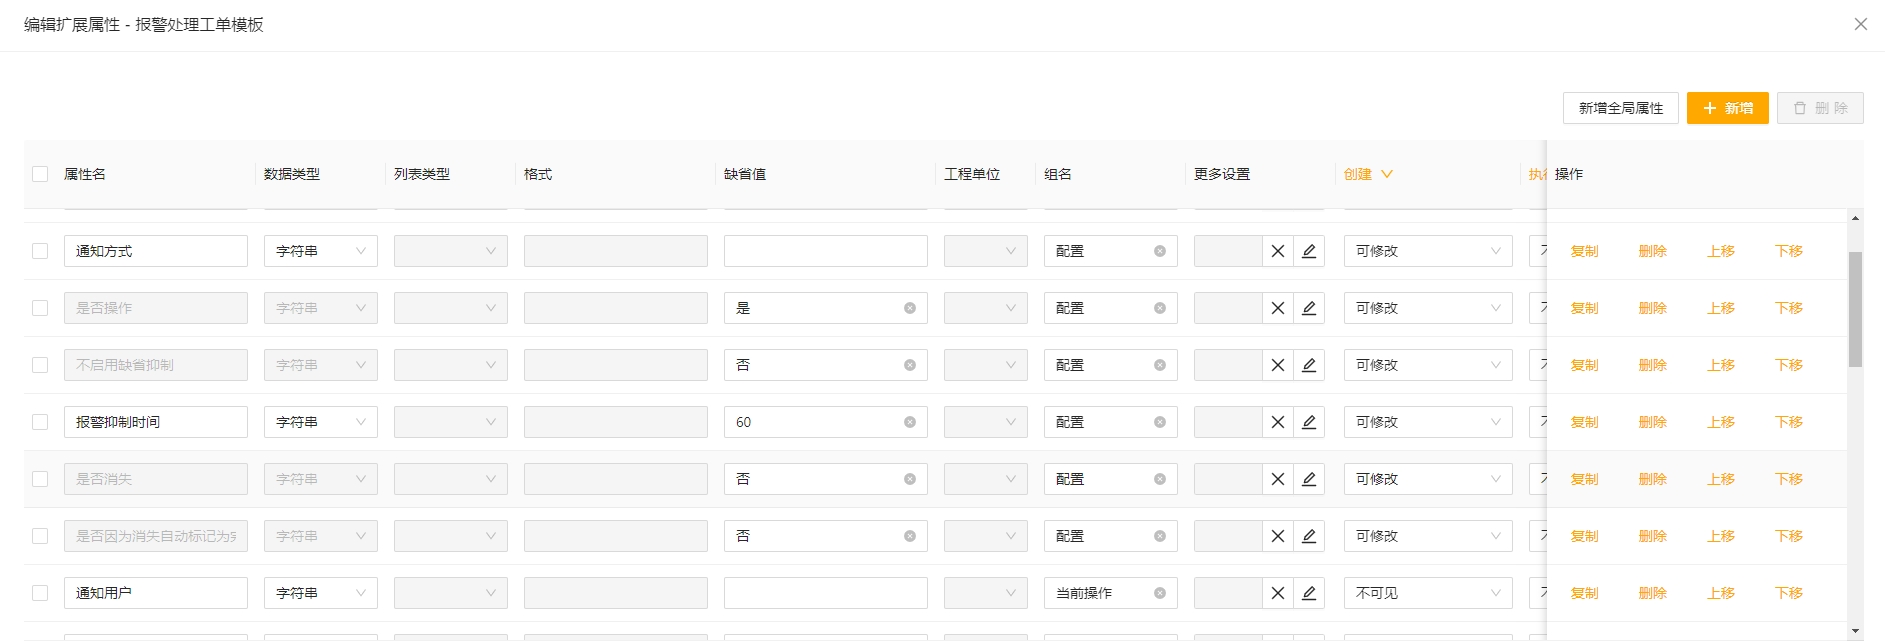 编辑扩展属性 - 报警处理工单模板
新增全局属性 新增 删 除
属性名 数据类型 列表类型 格式 缺省值 工程单位 组名 更多设置 创建 操作
通知方式 字符串 配置 可修改 复制 删除 上移 下移
是否操作 字符串 是 配置 可修改 复制 删除 上移 下移
不启用缺省抑制 字符串 否 配置 可修改 复制 删除 上移 下移
报警抑制时间 字符串 60 配置 可修改 复制 删除 上移 下移
是否消失 字符串 否 配置 可修改 复制 删除 上移 下移
是否因为消失自动标记为 字符串 否 配置 可修改 复制 删除 上移 下移
通知用户 字符串 当前操作 不可见 复制 删除 上移 下移